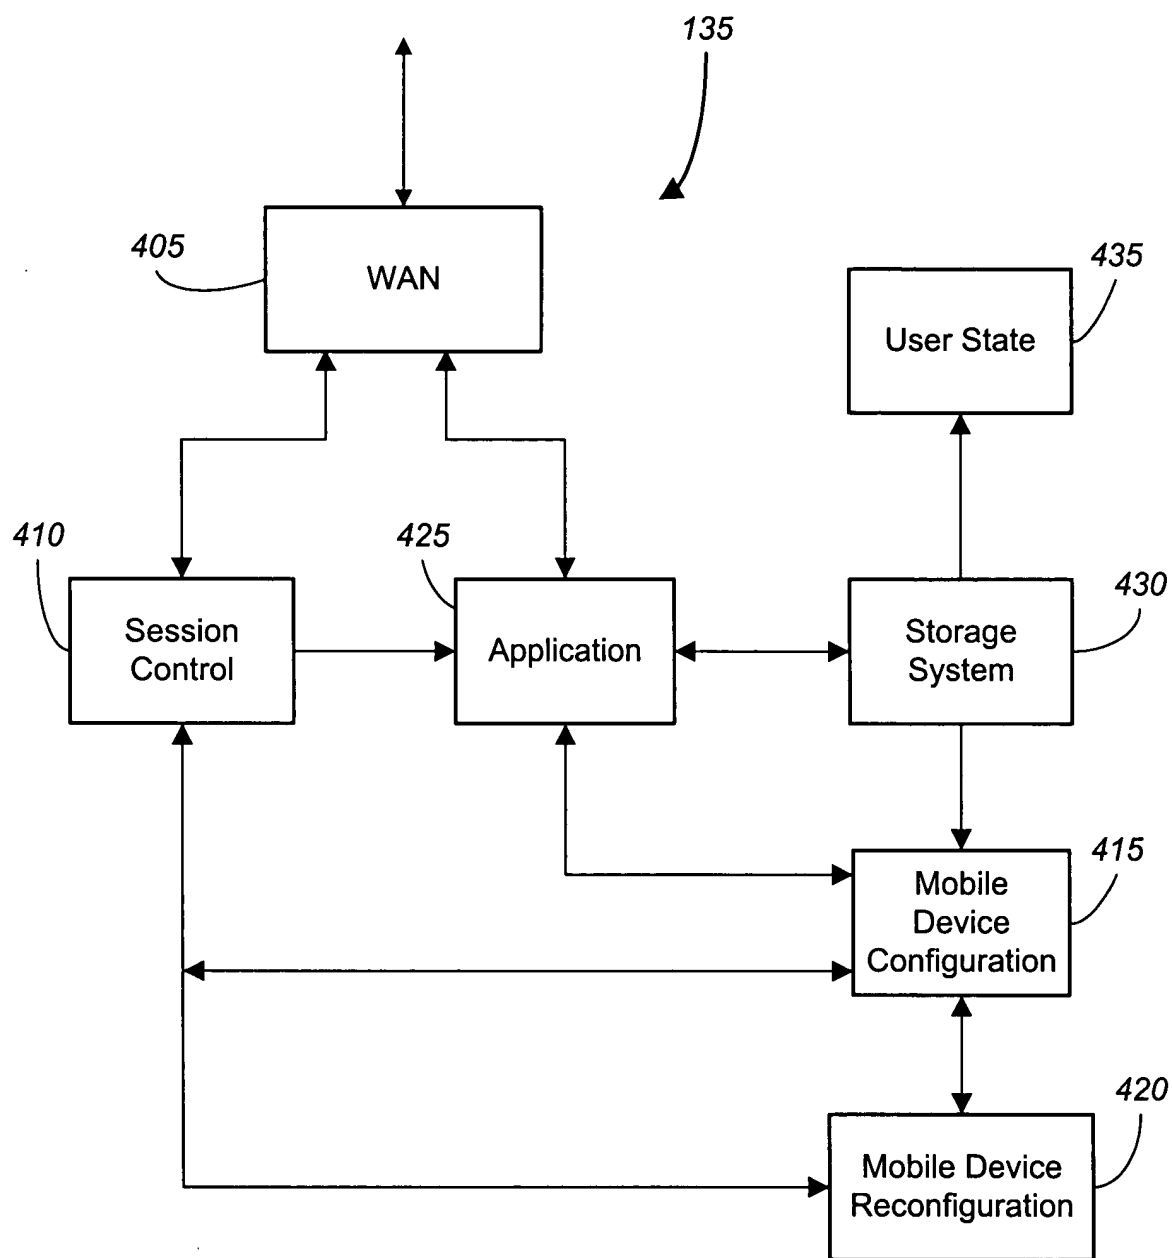 135
405
WAN
435
User State
410
Session
Control
425
Application
430
Storage
System
415
Mobile
Device
Configuration
420
Mobile Device
Reconfiguration